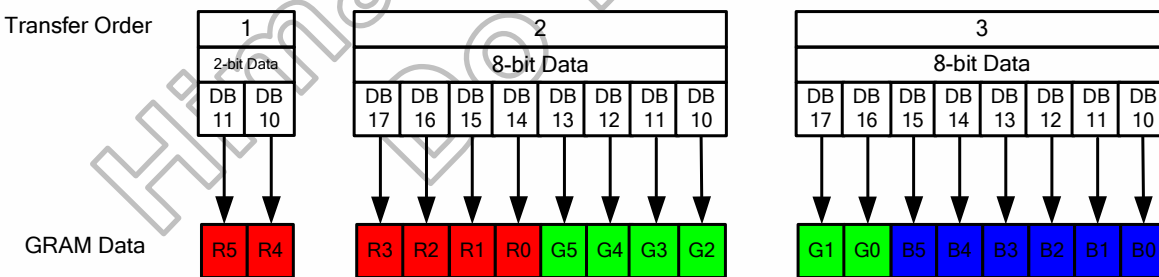 Transfer Order 1 2 3
2-bit Data 8-bit Data 8-bit Data
DB DB DB DB DB DB DB DB DB DB DB DB DB DB DB DB DB DB
11 10 17 16 15 14 13 12 11 10 17 16 15 14 13 12 11 10
GRAM Data R5 R4 R3 R2 R1 R0 G5 G4 G3 G2 G1 G0 B5 B4 B3 B2 B1 B0